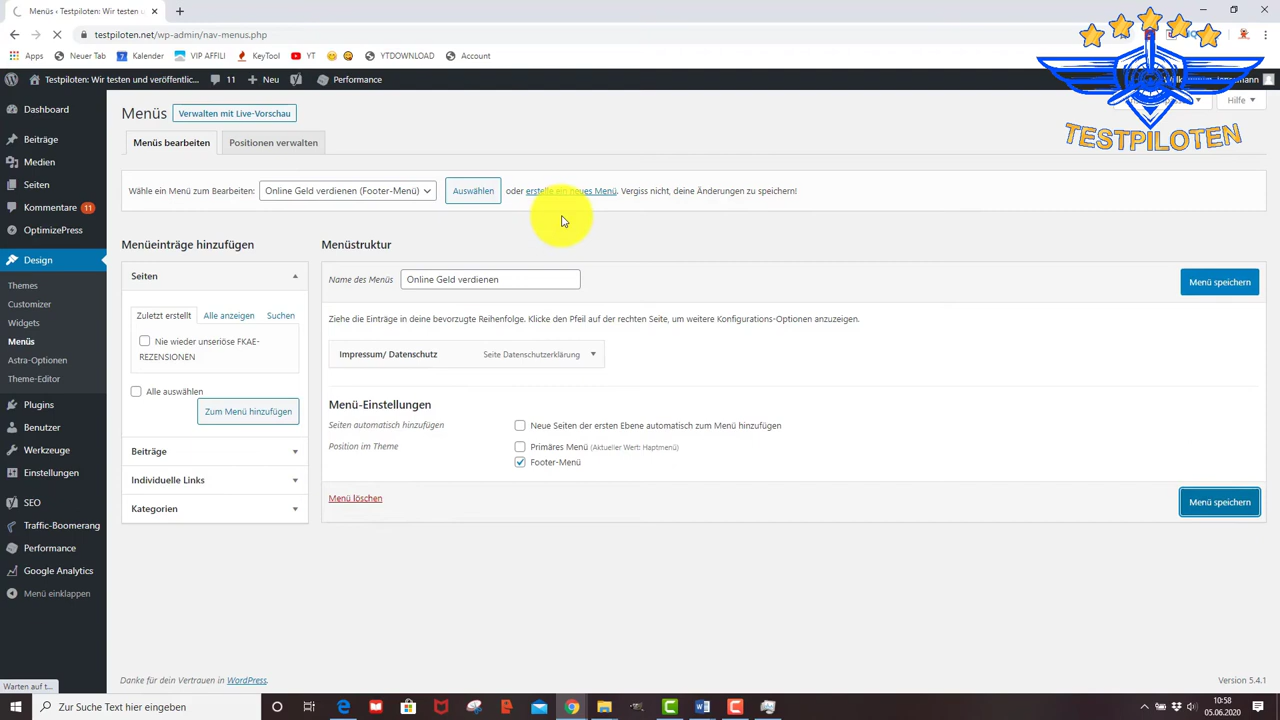 Menüs ‹ Testpiloten: Wir testen u
testpiloten.net/wp-admin/nav-menus.php
Apps Neuer Tab Kalender VIP AFFILI KeyTool YT YTDOWNLOAD Account
Testpiloten: Wir testen und veröffentlic... 11 Neu Performance
TESTPILOTEN
Hilfe
Menüs Verwalten mit Live-Vorschau
Menüs bearbeiten Positionen verwalten
Wähle ein Menü zum Bearbeiten: Online Geld verdienen (Footer-Menü) Auswählen oder erstelle ein neues Menü. Vergiss nicht, deine Änderungen zu speichern!
Dashboard
Beiträge
Medien
Seiten
Kommentare 11
OptimizePress
Design
Themes
Customizer
Widgets
Menüs
Astra-Optionen
Theme-Editor
Plugins
Benutzer
Werkzeuge
Einstellungen
SEO
Traffic-Boomerang
Performance
Google Analytics
Menü einklappen
Menüeinträge hinzufügen
Seiten
Zuletzt erstellt Alle anzeigen Suchen
Nie wieder unseriöse FKAE-
REZENSIONEN
Alle auswählen
Zum Menü hinzufügen
Beiträge
Individuelle Links
Kategorien
Menüstruktur
Name des Menüs Online Geld verdienen Menü speichern
Ziehe die Einträge in deine bevorzugte Reihenfolge. Klicke den Pfeil auf der rechten Seite, um weitere Konfigurations-Optionen anzuzeigen.
Impressum/ Datenschutz Seite Datenschutzerklärung
Menü-Einstellungen
Seiten automatisch hinzufügen Neue Seiten der ersten Ebene automatisch zum Menü hinzufügen
Position im Theme Primäres Menü (Aktueller Wert: Haptmenü)
Footer-Menü
Menü löschen Menü speichern
Danke für dein Vertrauen in WordPress. Version 5.4.1
Warten auf t...
Zur Suche Text hier eingeben
10:58
05.06.2020